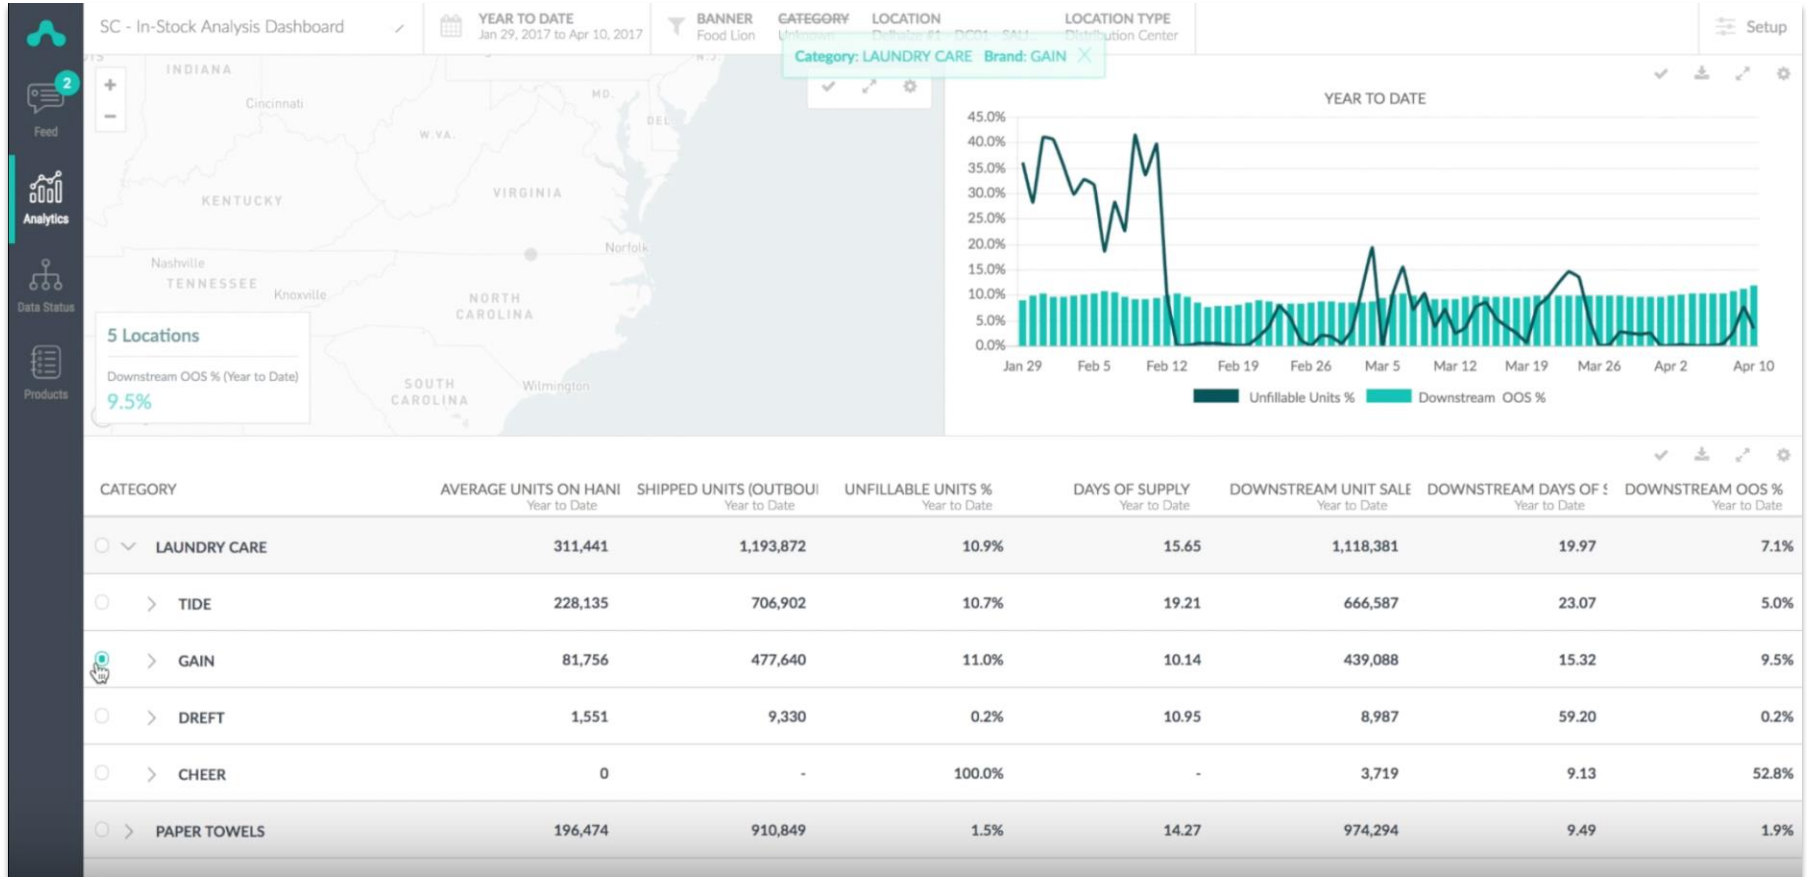 SC - In-Stock Analysis Dashboard
YEAR TO DATE
Jan 29, 2017 to Apr 10, 2017
BANNER
Food Lion
CATEGORY
Unknown
LOCATION
Delhaize #1 - DC01 - SALI...
LOCATION TYPE
Distribution Center
Setup
Category: LAUNDRY CARE Brand: GAIN
2
Feed
Analytics
Data Status
Products
+
−
INDIANA
Cincinnati
N.J.
MD.
DEL.
W.VA.
KENTUCKY
VIRGINIA
Norfolk
Nashville
TENNESSEE
Knoxville
NORTH
CAROLINA
SOUTH
CAROLINA
Wilmington
5 Locations
Downstream OOS % (Year to Date)
9.5%
YEAR TO DATE
45.0%
40.0%
35.0%
30.0%
25.0%
20.0%
15.0%
10.0%
5.0%
0.0%
Jan 29 Feb 5 Feb 12 Feb 19 Feb 26 Mar 5 Mar 12 Mar 19 Mar 26 Apr 2 Apr 10
Unfillable Units % Downstream OOS %
CATEGORY AVERAGE UNITS ON HANI SHIPPED UNITS (OUTBOUI UNFILLABLE UNITS % DAYS OF SUPPLY DOWNSTREAM UNIT SALE DOWNSTREAM DAYS OF S DOWNSTREAM OOS %
Year to Date Year to Date Year to Date Year to Date Year to Date Year to Date Year to Date
LAUNDRY CARE 311,441 1,193,872 10.9% 15.65 1,118,381 19.97 7.1%
TIDE 228,135 706,902 10.7% 19.21 666,587 23.07 5.0%
GAIN 81,756 477,640 11.0% 10.14 439,088 15.32 9.5%
DREFT 1,551 9,330 0.2% 10.95 8,987 59.20 0.2%
CHEER 0 - 100.0% - 3,719 9.13 52.8%
PAPER TOWELS 196,474 910,849 1.5% 14.27 974,294 9.49 1.9%